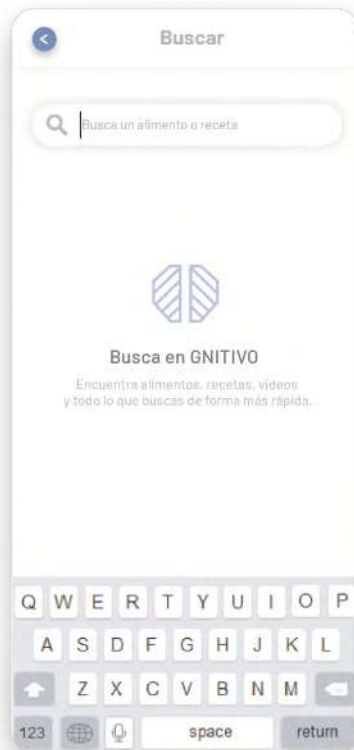 Buscar
Busca un alimento o receta
Busca en GNITIVO
Encuentra alimentos, recetas, vídeos
y todo lo que buscas de forma más rápida.
Q W E R T Y U I O P
A S D F G H J K L
Z X C V B N M
123 space return